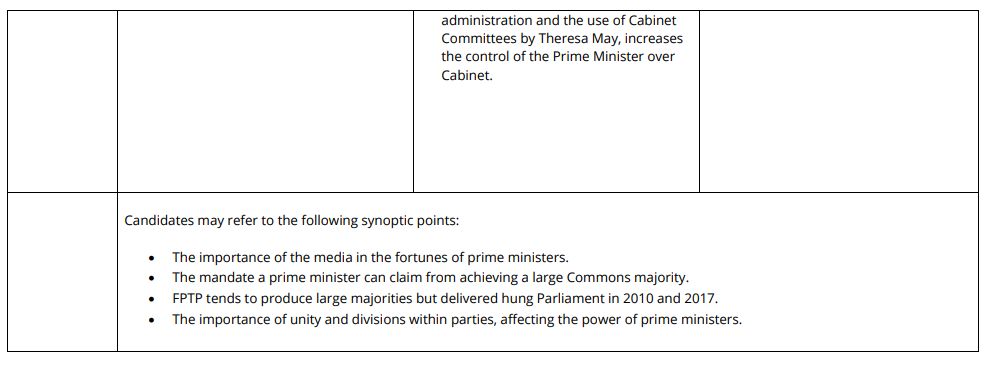 administration and the use of Cabinet
Committees by Theresa May, increases
the control of the Prime Minister over
Cabinet.
Candidates may refer to the following synoptic points:
• The importance of the media in the fortunes of prime ministers.
• The mandate a prime minister can claim from achieving a large Commons majority.
• FPTP tends to produce large majorities but delivered hung Parliament in 2010 and 2017.
• The importance of unity and divisions within parties, affecting the power of prime ministers.